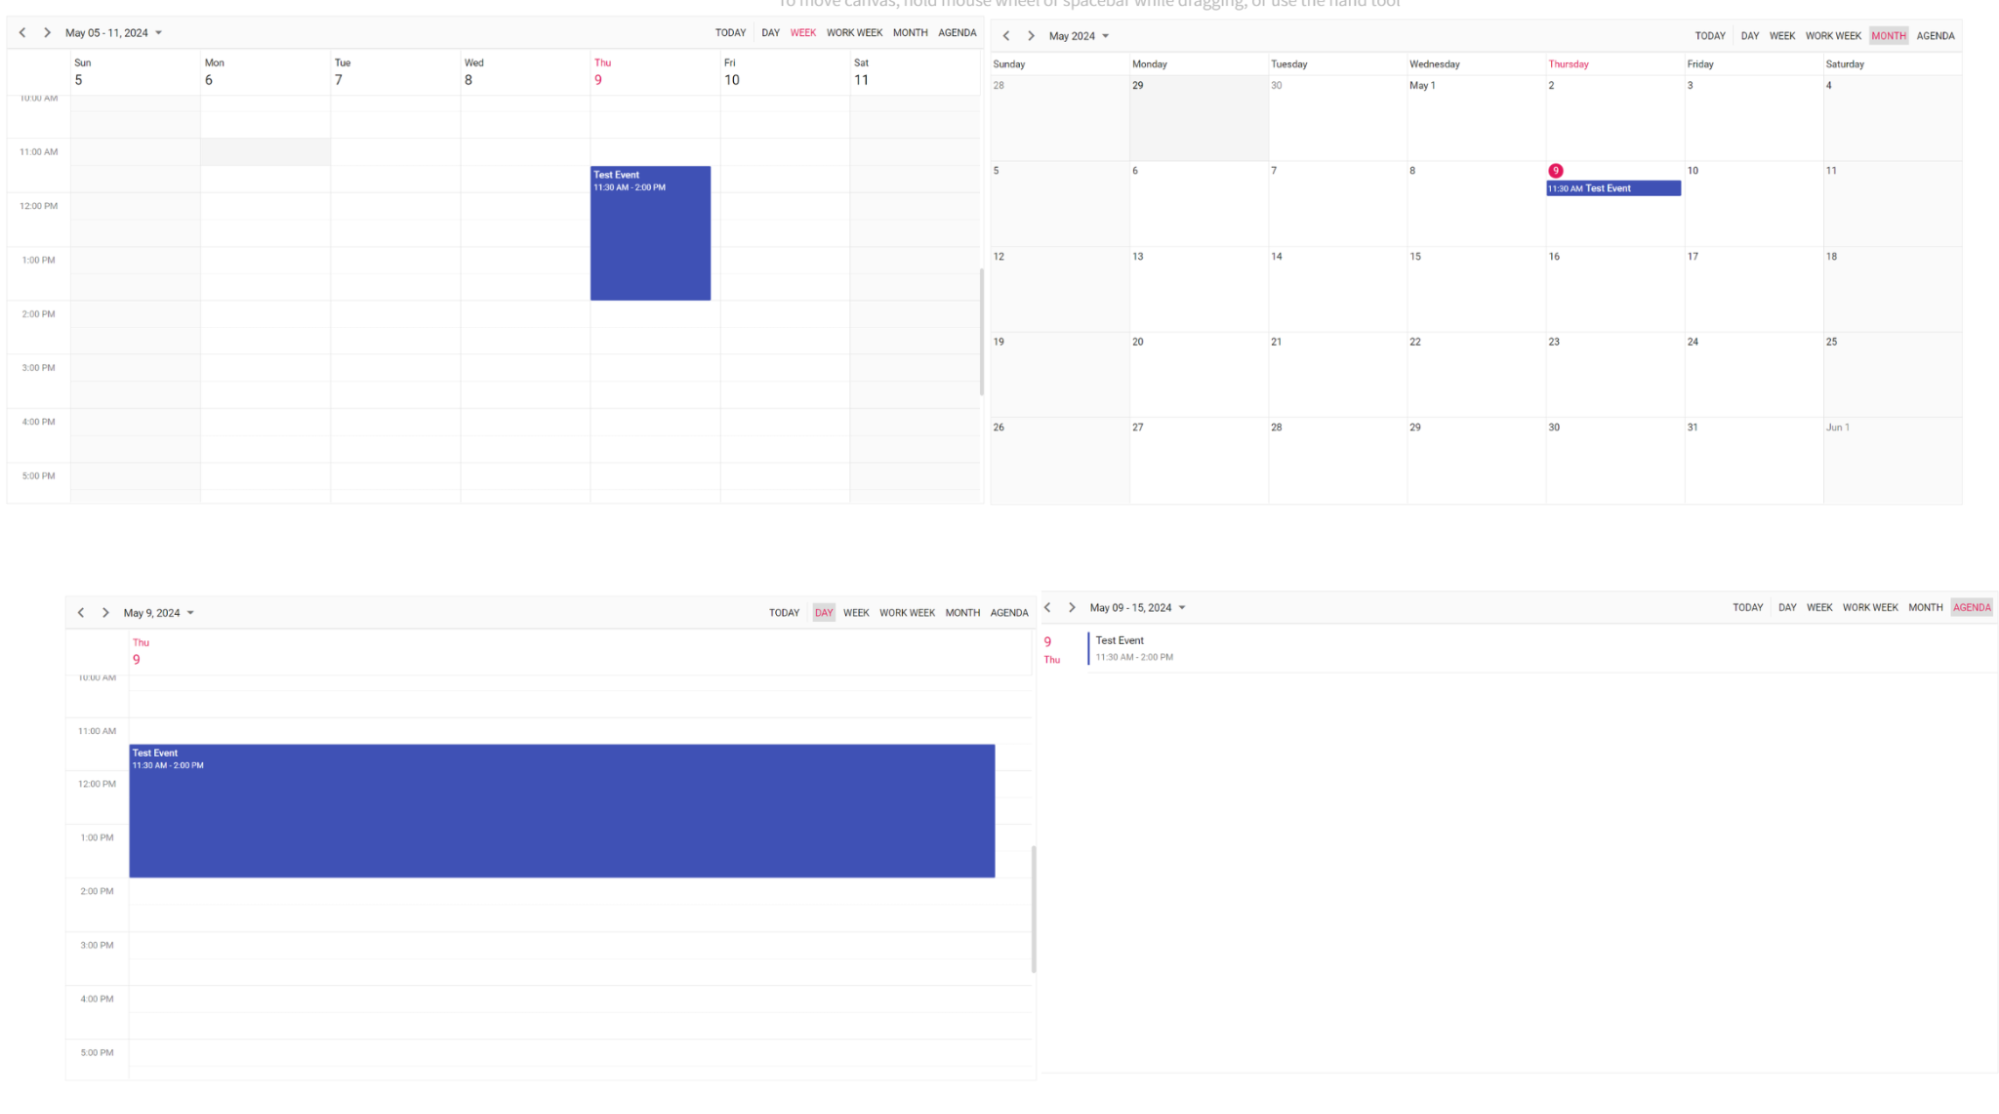 To move canvas, hold mouse wheel or spacebar while dragging, or use the hand tool
May 05 - 11, 2024 TODAY DAY WEEK WORK WEEK MONTH AGENDA
Sun Mon Tue Wed Thu Fri Sat
5 6 7 8 9 10 11
10:00 AM
11:00 AM
Test Event
11:30 AM - 2:00 PM
12:00 PM
1:00 PM
2:00 PM
3:00 PM
4:00 PM
5:00 PM
May 2024 TODAY DAY WEEK WORK WEEK MONTH AGENDA
Sunday Monday Tuesday Wednesday Thursday Friday Saturday
28 29 30 May 1 2 3 4
5 6 7 8 9 10 11
11:30 AM Test Event
12 13 14 15 16 17 18
19 20 21 22 23 24 25
26 27 28 29 30 31 Jun 1
May 9, 2024 TODAY DAY WEEK WORK WEEK MONTH AGENDA
Thu
9
10:00 AM
11:00 AM
Test Event
11:30 AM - 2:00 PM
12:00 PM
1:00 PM
2:00 PM
3:00 PM
4:00 PM
5:00 PM
May 09 - 15, 2024 TODAY DAY WEEK WORK WEEK MONTH AGENDA
9 Test Event
Thu 11:30 AM - 2:00 PM